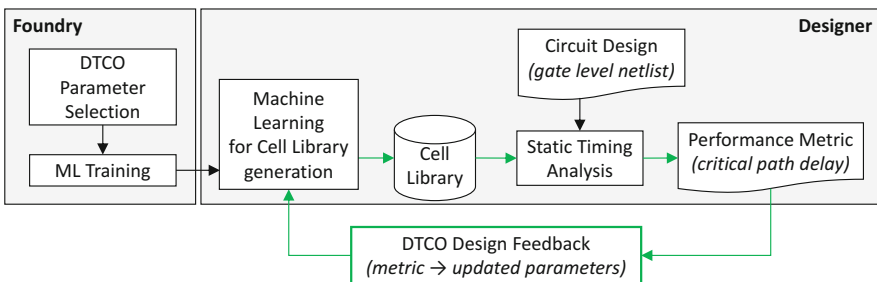 Foundry
Designer
DTCO
Parameter
Selection
ML Training
Machine
Learning
for Cell Library
generation
Cell
Library
Circuit Design
(gate level netlist)
Static Timing
Analysis
Performance Metric
(critical path delay)
DTCO Design Feedback
(metric → updated parameters)